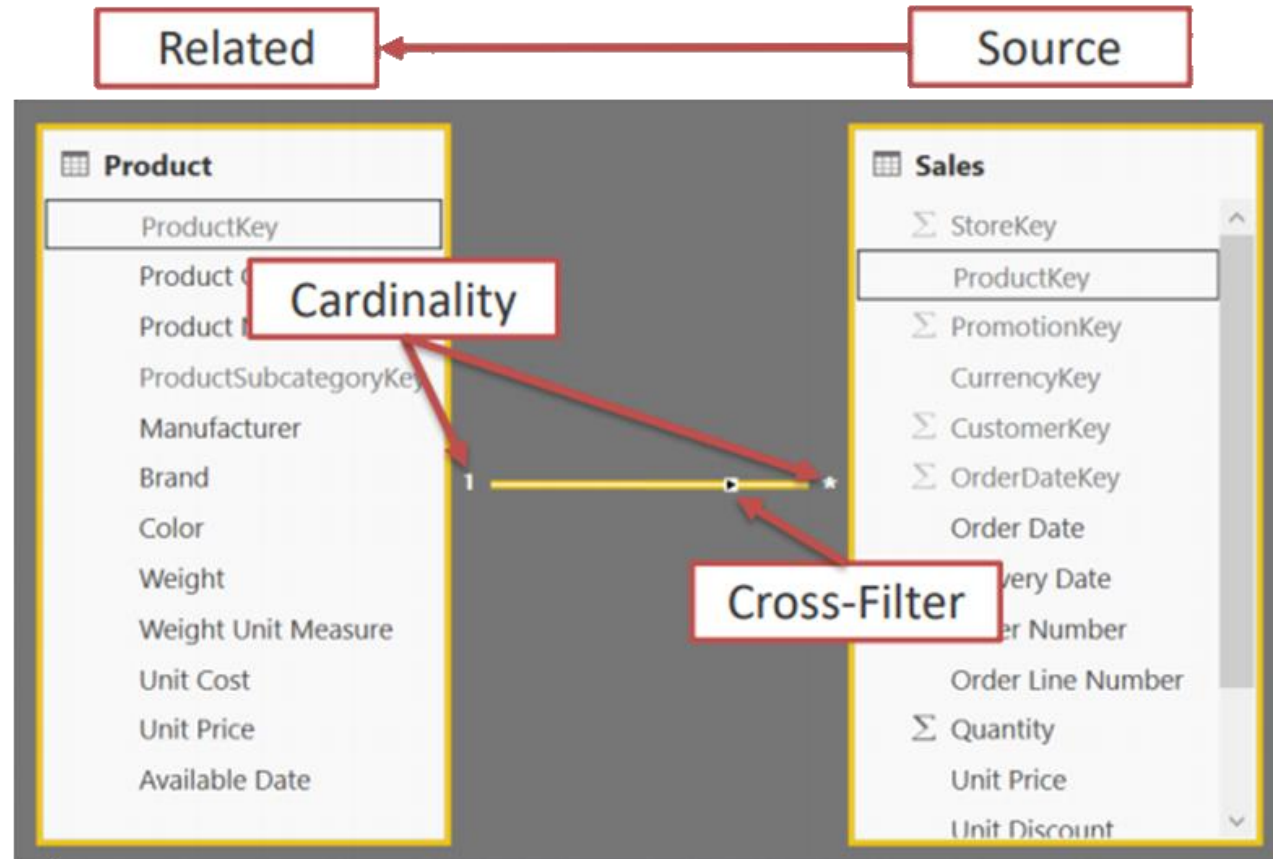 Related
Source
Product
ProductKey
Product
Product
ProductSubcategoryKey
Manufacturer
Brand
Color
Weight
Weight Unit Measure
Unit Cost
Unit Price
Available Date
Cardinality
1
*
Cross-Filter
Sales
Σ StoreKey
ProductKey
Σ PromotionKey
CurrencyKey
Σ CustomerKey
Σ OrderDateKey
Order Date
Date
Number
Order Line Number
Σ Quantity
Unit Price
Unit Discount